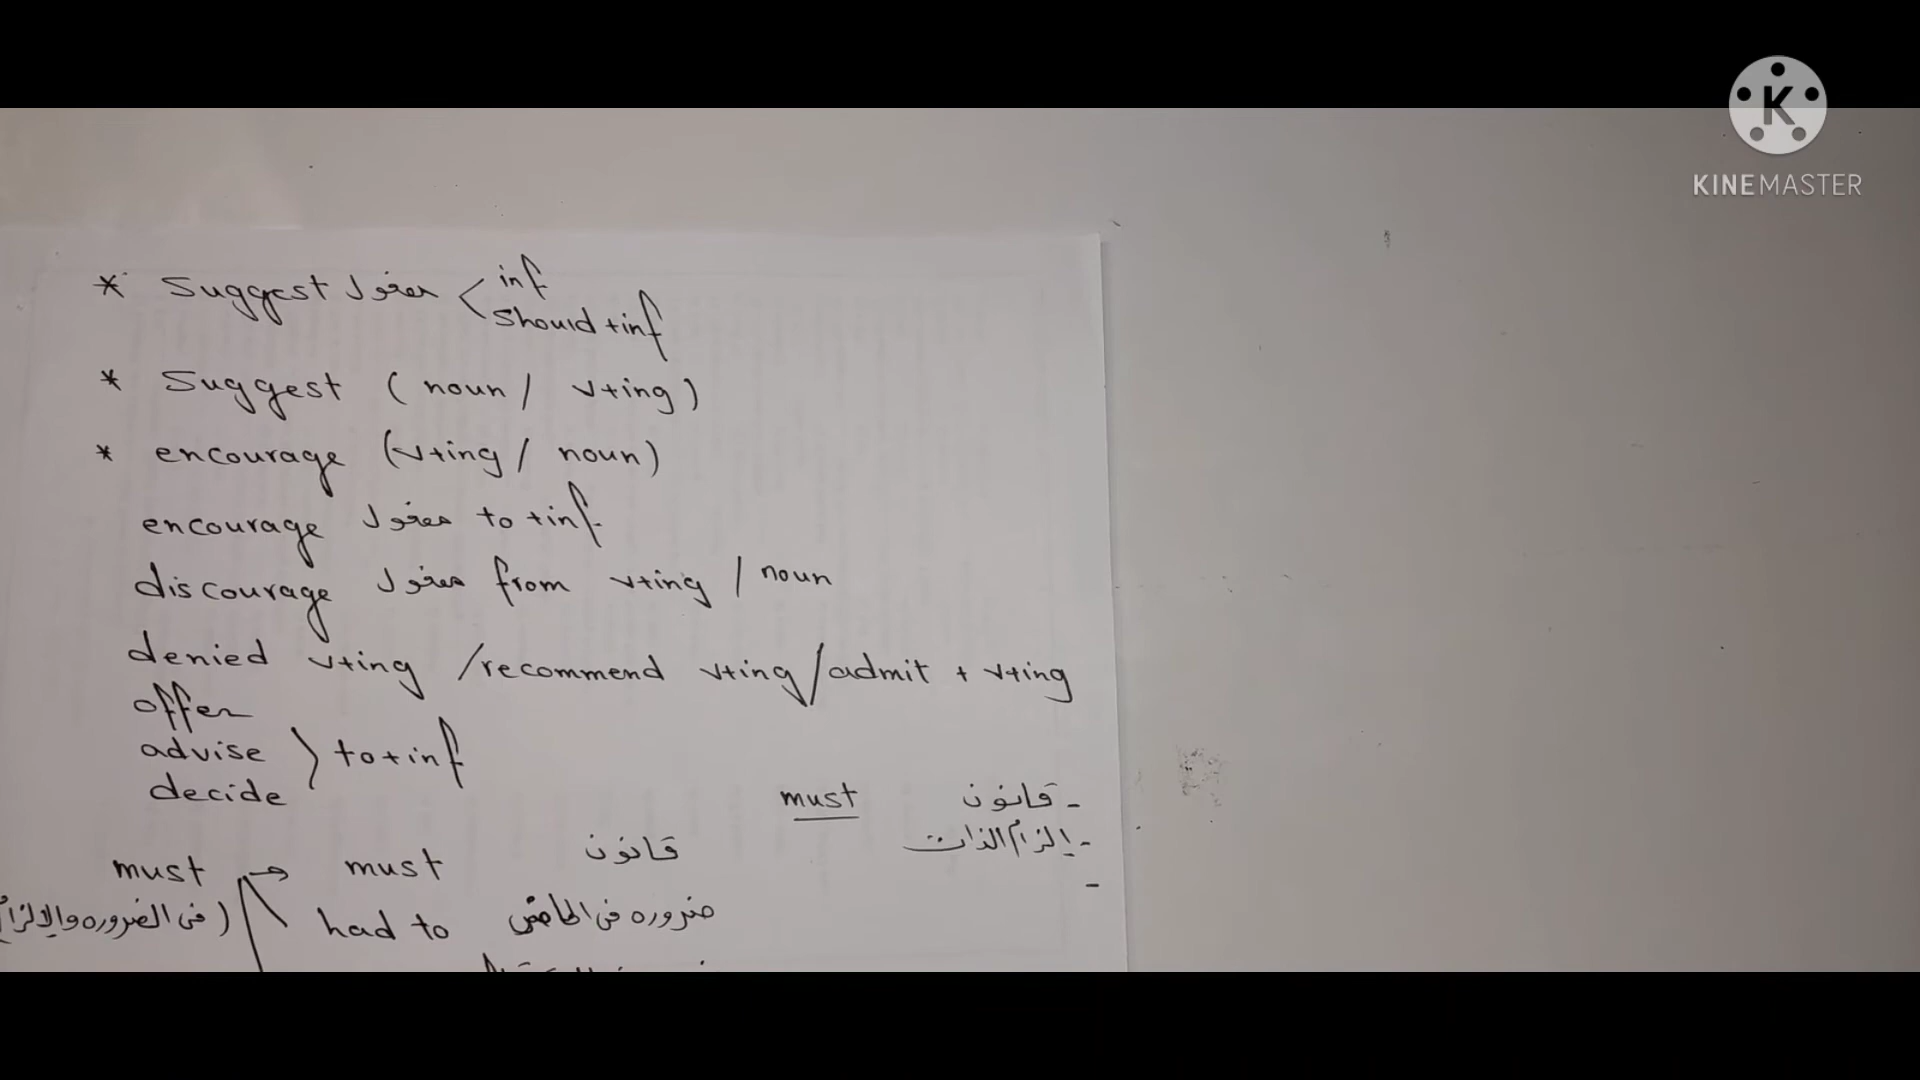 KINEMASTER
* Suggest مفعول < inf
should + inf
* Suggest (noun / v+ing)
* encourage (v+ing / noun)
encourage مفعول to + inf
discourage مفعول from v+ing / noun
denied v+ing / recommend v+ing / admit + v+ing
offer
advise } to + inf
decide
must - قانون
- إلزام الذات
-
must → must قانون
(فى الضروره والإلزام) had to ضروره فى الماضى